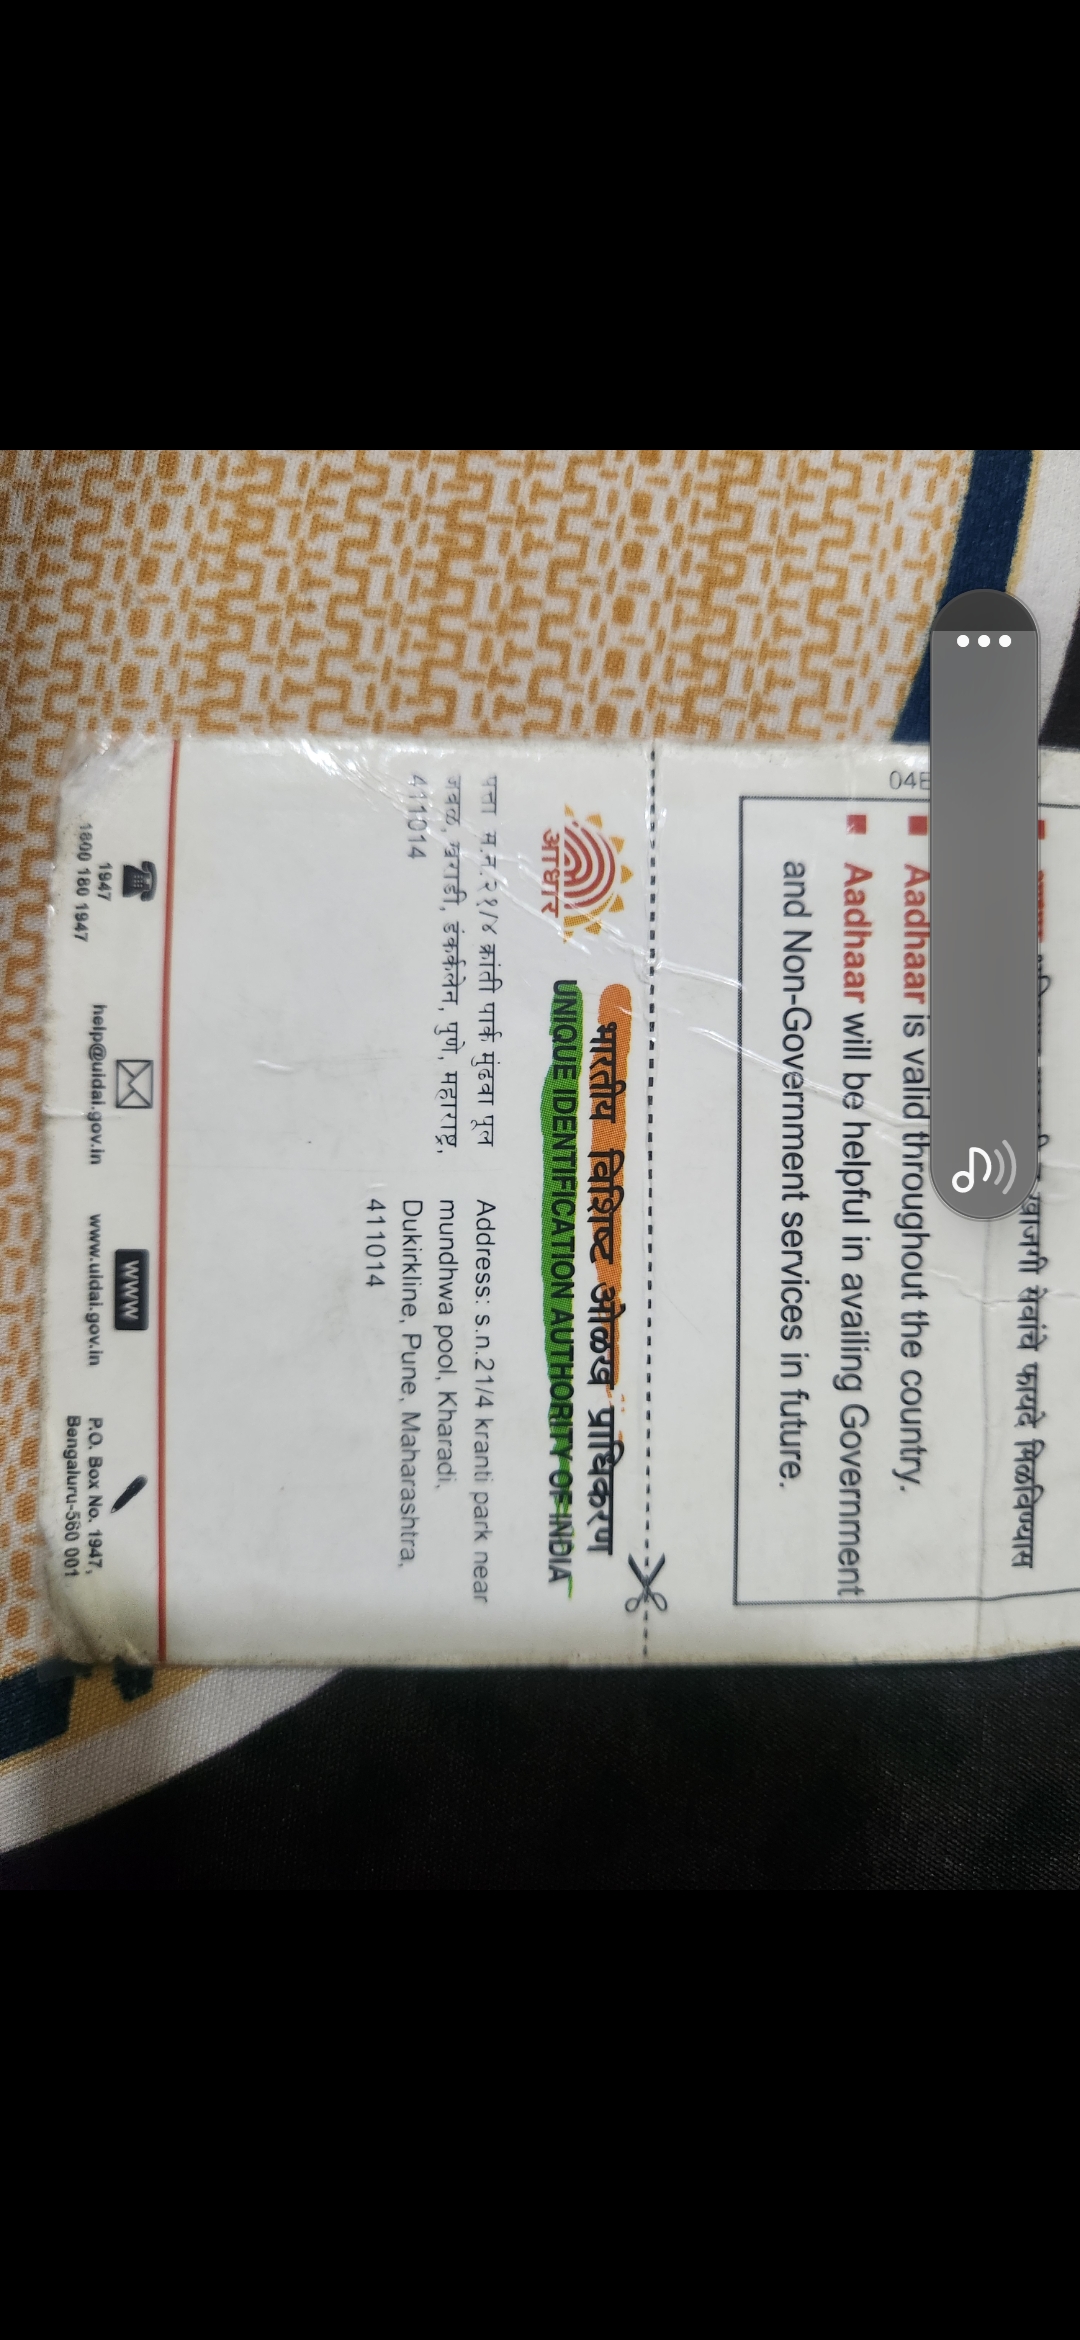 खाजगी सेवांचे फायदे मिळविण्यास
Aadhaar is valid throughout the country.
Aadhaar will be helpful in availing Government
and Non-Government services in future.
आधार
भारतीय विशिष्ट ओळख प्राधिकरण
UNIQUE IDENTIFICATION AUTHORITY OF INDIA
पत्ता स.न.२१/४ क्रांती पार्क मुंढवा पूल
जवळ, खराडी, डंकर्कलेन, पुणे, महाराष्ट्र,
411014
Address: s.n.21/4 kranti park near
mundhwa pool, Kharadi,
Dukirkline, Pune, Maharashtra,
411014
1947
1800 180 1947
help@uidai.gov.in
www
www.uidai.gov.in
P.O. Box No. 1947,
Bengaluru-560 001